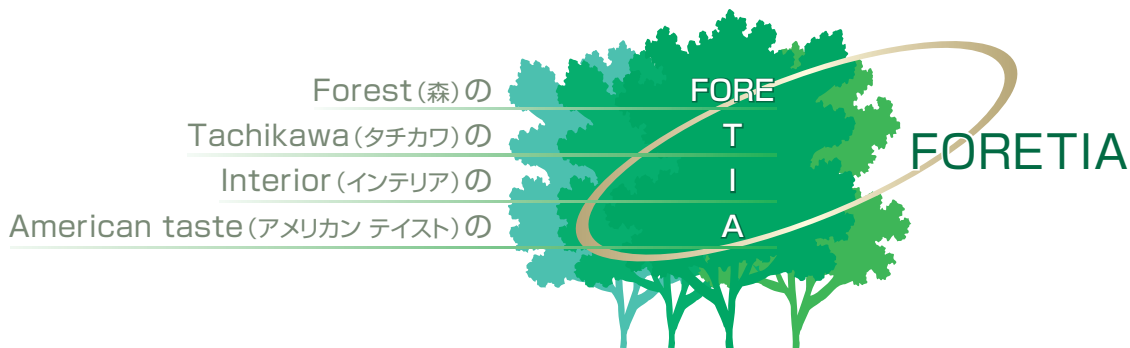 Forest(森)の FORE
Tachikawa(タチカワ)の T
Interior(インテリア)の I
American taste(アメリカン テイスト)の A
FORETIA